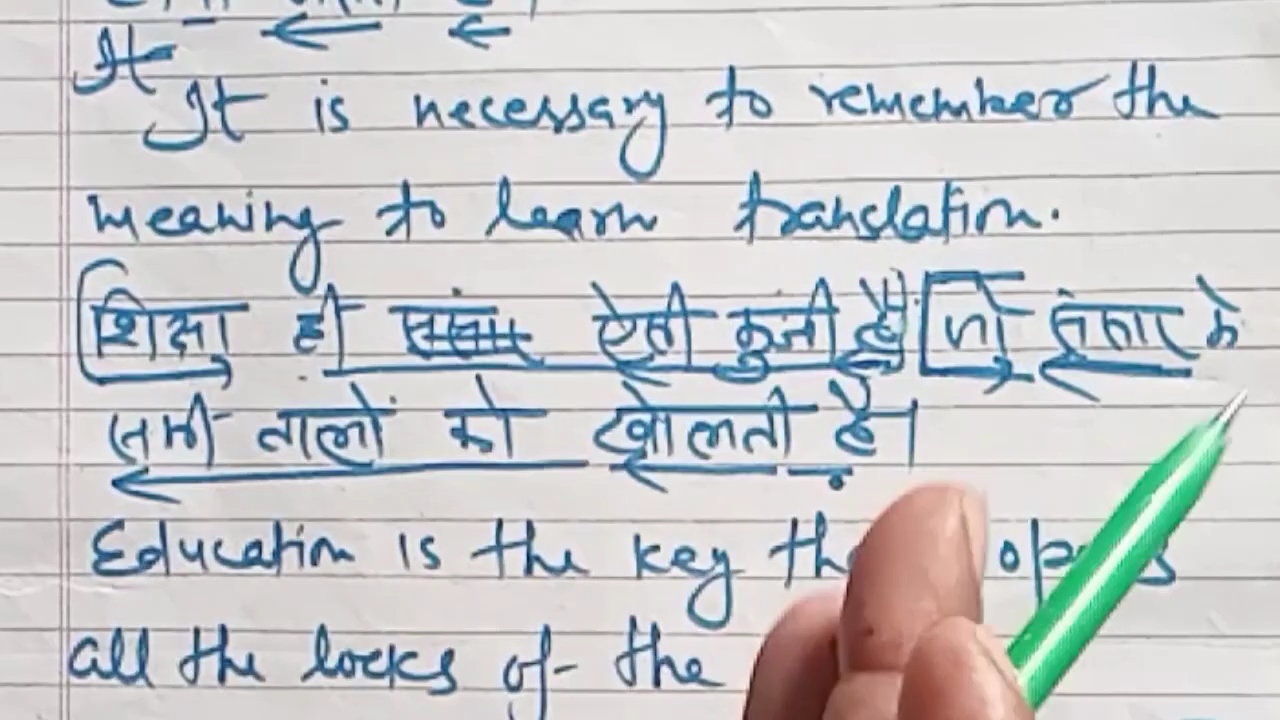 It
It is necessary to remember the
meaning to learn translation.
शिक्षा ही ऐसी कुंजी है जो संसार के
सभी तालों को खोलती है।
Education is the key
all the locks of the